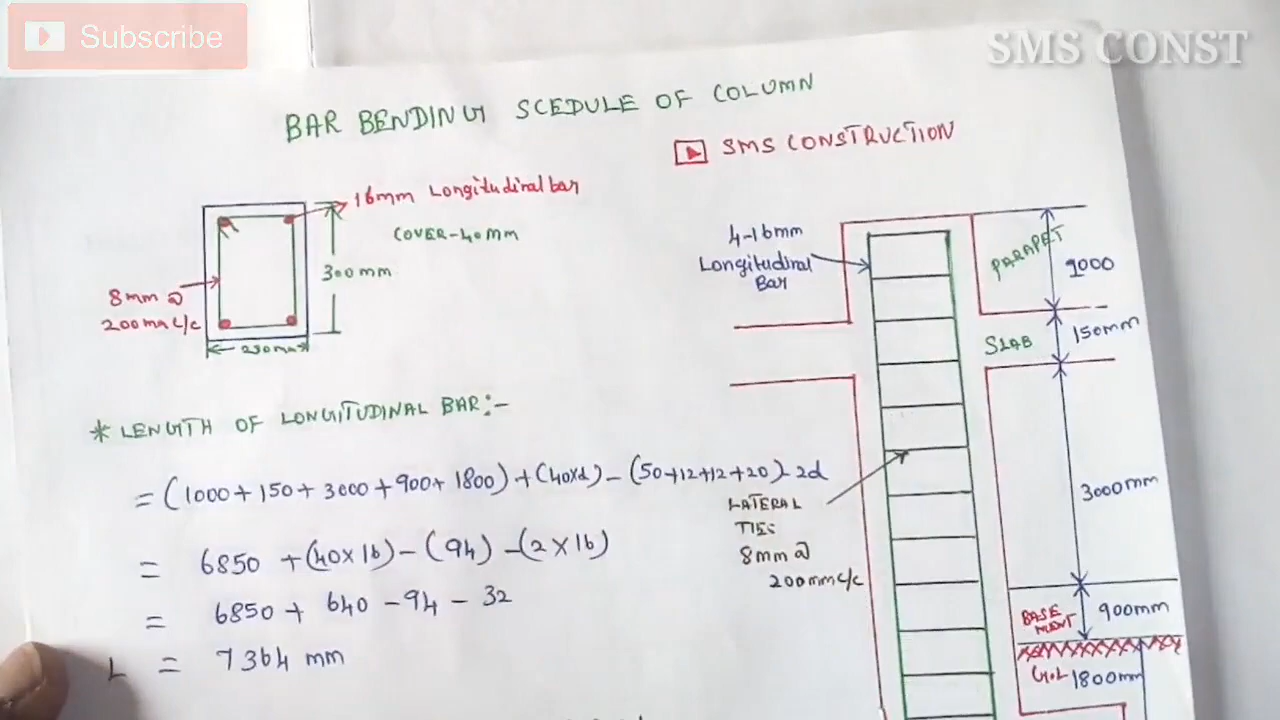 Subscribe
SMS CONST
BAR BENDING SCEDULE OF COLUMN
SMS CONSTRUCTION
16mm Longitudinal bar
COVER-40MM
300mm
8mm @
200mm c/c
230mm
* LENGTH OF LONGITUDINAL BAR:-
= (1000+150+3000+900+1800)+(40xd)-(50+12+12+20)-2d
= 6850 +(40x16)-(94)-(2x16)
= 6850+ 640 -94 - 32
L = 7364 mm
4-16mm
Longitudinal
Bar
PARAPET
1000
SLAB
150mm
LATERAL
TIES
8mm @
200mm c/c
3000mm
BASE
MENT
900mm
G.L
1800mm